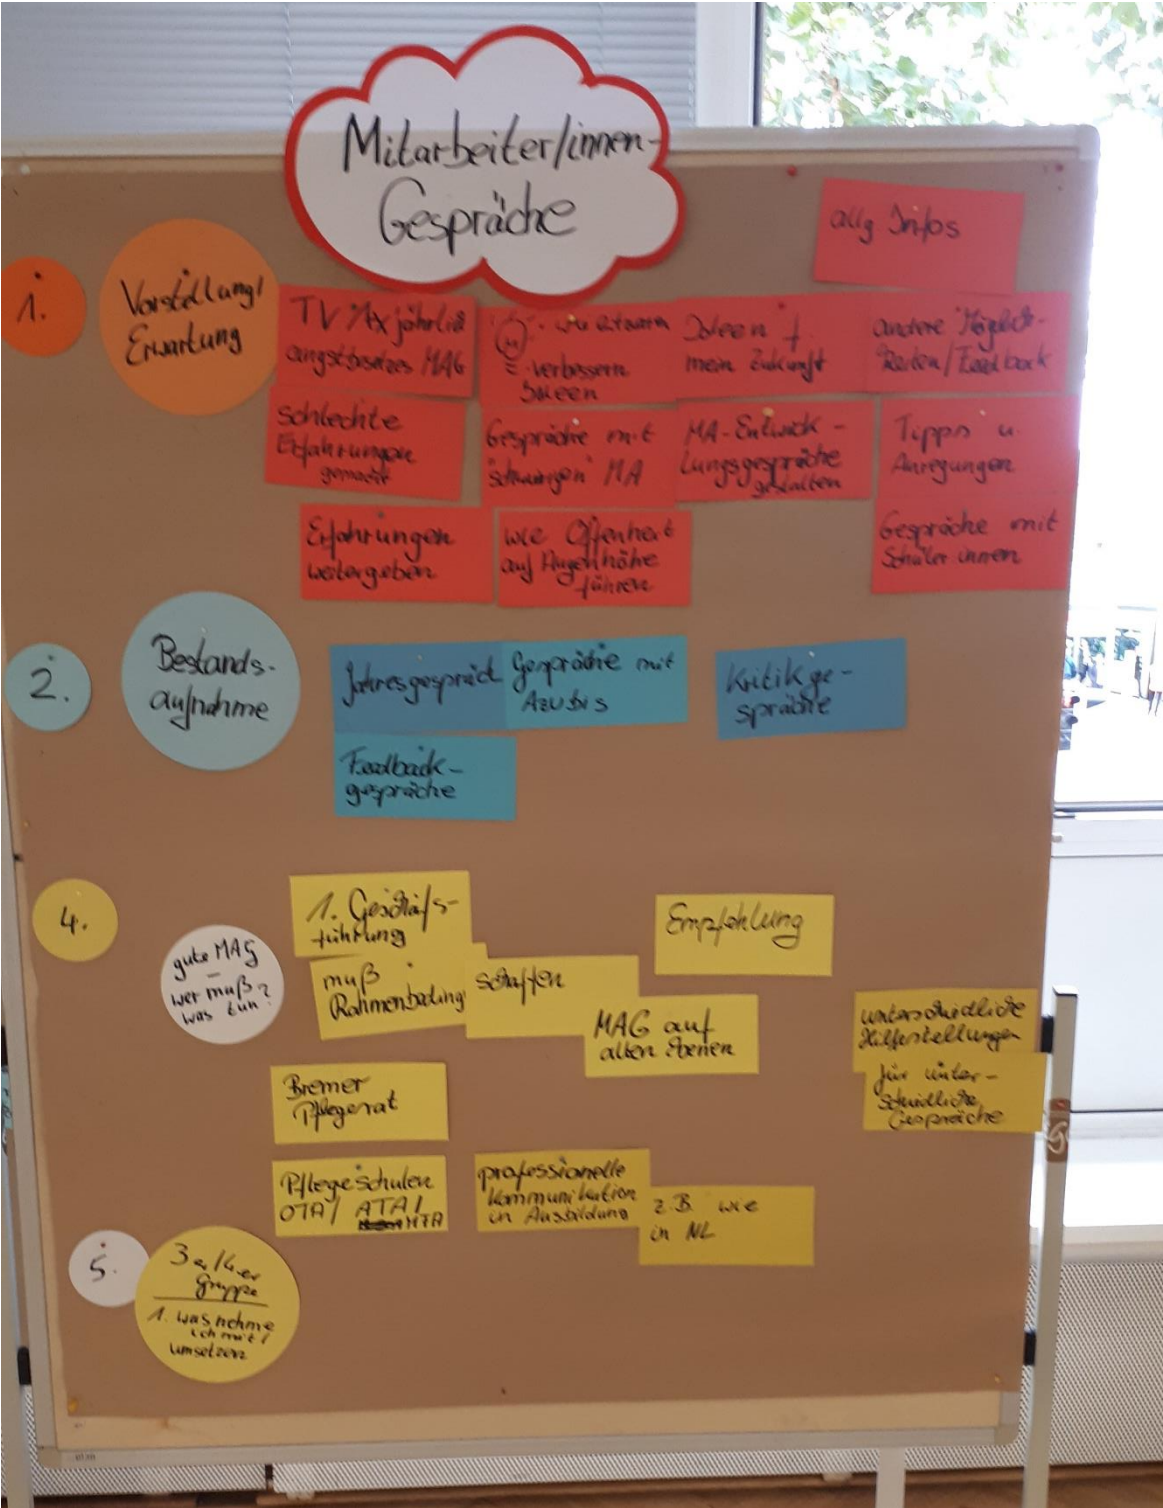 Mitarbeiter/innen-
Gespräche
allg Infos
1.
Vorstellung/
Erwartung
TV 1x jährlich
MAG
verbessern
Ideen
Ideen f.
mein Zukunft
andere Möglich-
keiten/Feedback
Schlechte
Erfahrungen
gemacht
Gespräche mit
"schwierigen" MA
MA-Entwick-
lungsgespräche
gestalten
Tipps u.
Anregungen
Erfahrungen
weitergeben
wie Offenheit
auf Augenhöhe
führen
Gespräche mit
Schüler innen
2.
Bestands-
aufnahme
Jahresgespräch
Gespräche mit
Azubis
Kritikge-
spräche
Feedback-
gespräche
4.
gute MAG
–
wer muß?
was tun?
1. Geschäfts-
führung
muß
Rahmenbeding
schaffen
Empfehlung
MAG auf
allen Ebenen
unterschiedliche
Hilfestellungen
für unter-
schiedliche
Gespräche
Bremer
Pflegerat
Pflegeschulen
OTA/ ATA/
MTA
professionelle
Kommunikation
in Ausbildung
z.B. wie
in NL
5.
3er/4er
Gruppe
1. was nehme
ich mit/
umsetzen